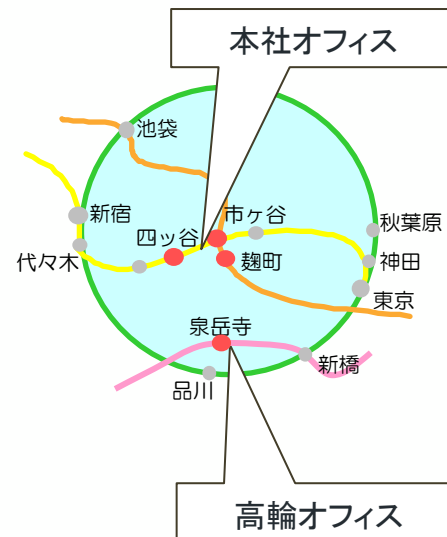 本社オフィス
池袋
新宿
市ヶ谷
秋葉原
四ッ谷
代々木
麹町
神田
東京
泉岳寺
新橋
品川
高輪オフィス